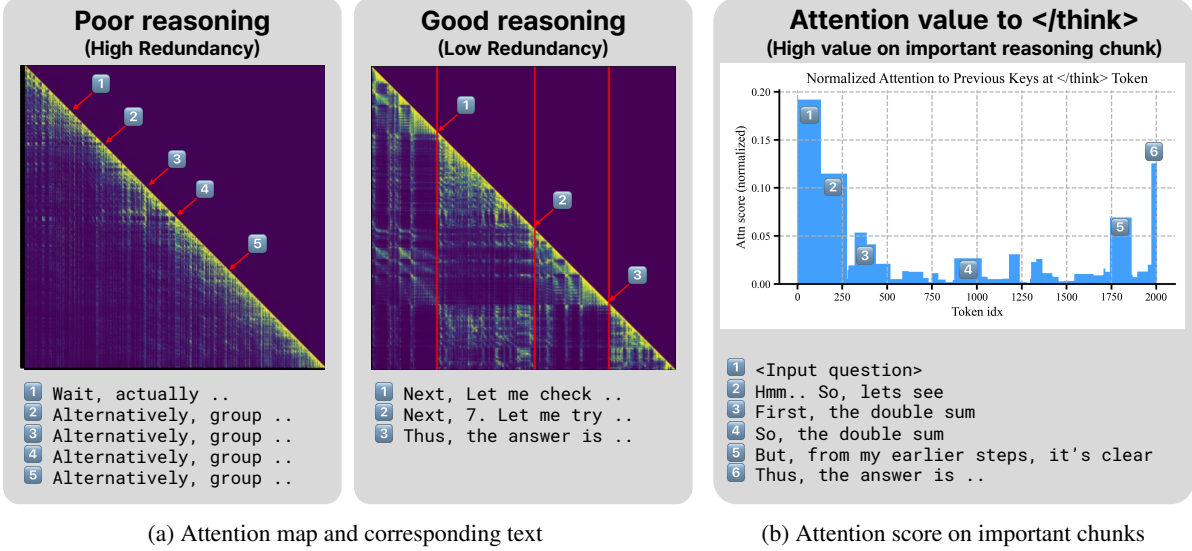 Poor reasoning
(High Redundancy)
1
2
3
4
5
1 Wait, actually ..
2 Alternatively, group ..
3 Alternatively, group ..
4 Alternatively, group ..
5 Alternatively, group ..
Good reasoning
(Low Redundancy)
1
2
3
1 Next, Let me check ..
2 Next, 7. Let me try ..
3 Thus, the answer is ..
(a) Attention map and corresponding text
Attention value to </think>
(High value on important reasoning chunk)
Normalized Attention to Previous Keys at </think> Token
Attn score (normalized)
0.20
0.15
0.10
0.05
0.00
1
2
3
4
5
6
0 250 500 750 1000 1250 1500 1750 2000
Token idx
1 <Input question>
2 Hmm.. So, lets see
3 First, the double sum
4 So, the double sum
5 But, from my earlier steps, it's clear
6 Thus, the answer is ..
(b) Attention score on important chunks